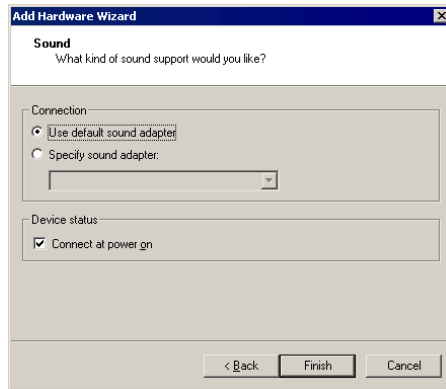 Add Hardware Wizard
Sound
What kind of sound support would you like?
Connection
Use default sound adapter
Specify sound adapter:
Device status
Connect at power on
< Back
Finish
Cancel